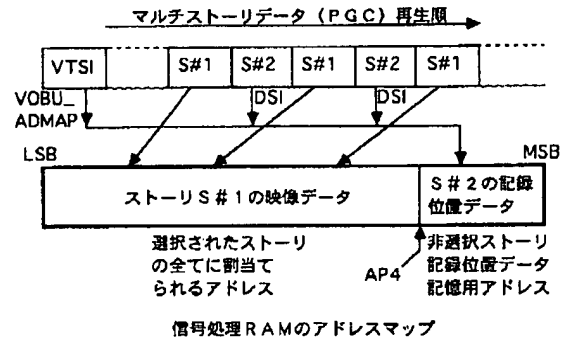 マルチストーリデータ（PGC）再生順
VTSI S#1 S#2 S#1 S#2 S#1
VOBU_
ADMAP
DSI DSI
LSB MSB
ストーリS#1の映像データ
S#2の記録
位置データ
選択されたストーリ
の全てに割当て
られるアドレス
AP4
非選択ストーリ
記録位置データ
記憶用アドレス
信号処理RAMのアドレスマップ